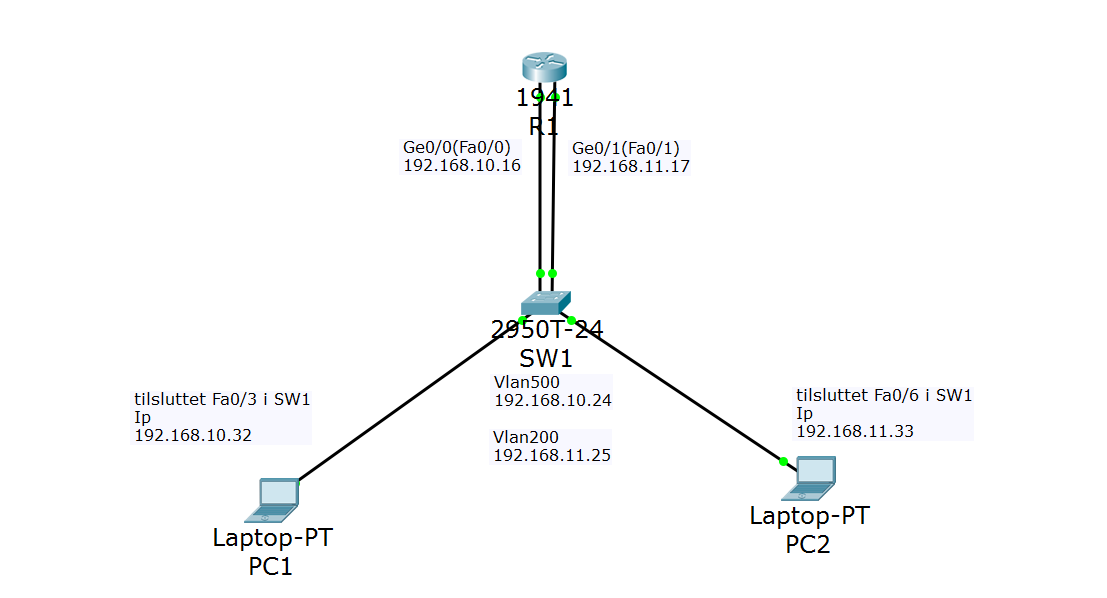 1941
R1
Ge0/0(Fa0/0)
192.168.10.16
Ge0/1(Fa0/1)
192.168.11.17
2950T-24
SW1
Vlan500
192.168.10.24
Vlan200
192.168.11.25
tilsluttet Fa0/3 i SW1
Ip
192.168.10.32
tilsluttet Fa0/6 i SW1
Ip
192.168.11.33
Laptop-PT
PC1
Laptop-PT
PC2